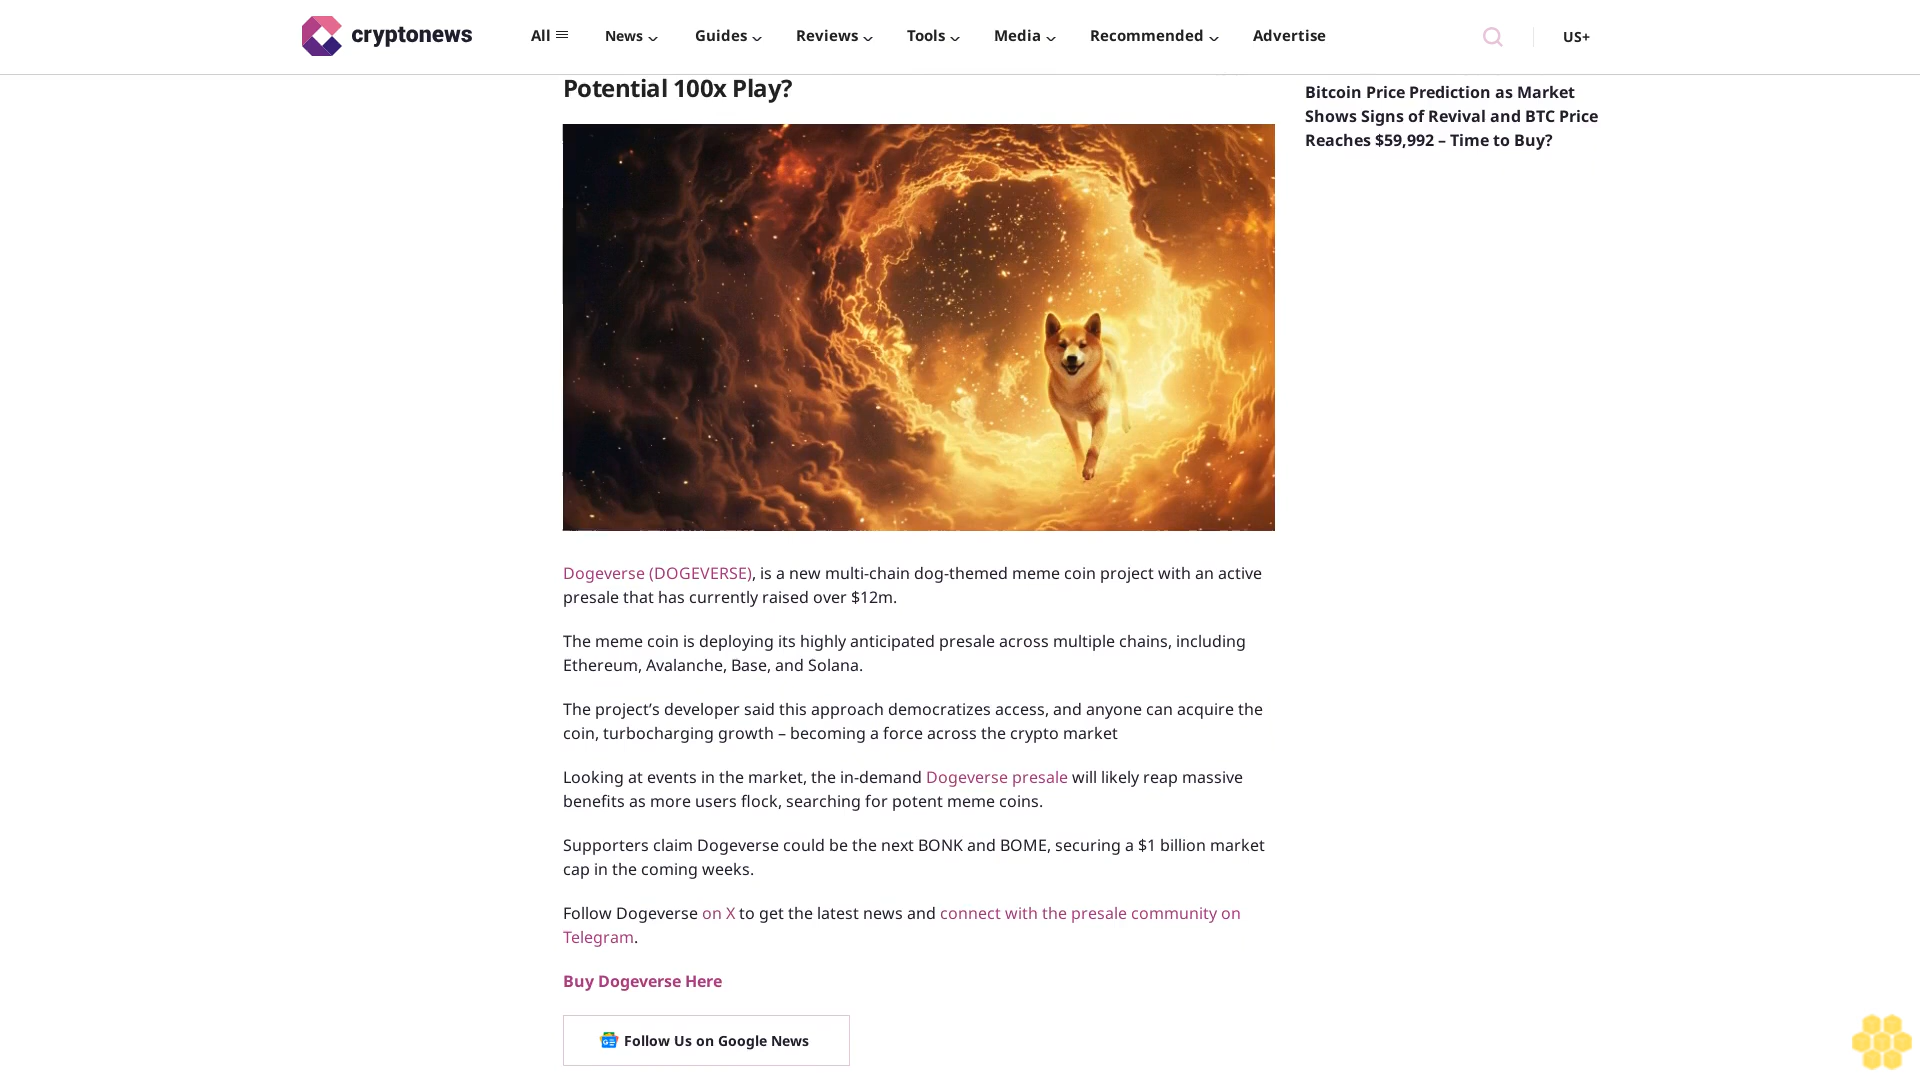 cryptonews
All
News
Guides
Reviews
Tools
Media
Recommended
Advertise
US+
Potential 100x Play?
Dogeverse (DOGEVERSE), is a new multi-chain dog-themed meme coin project with an active
presale that has currently raised over $12m.
The meme coin is deploying its highly anticipated presale across multiple chains, including
Ethereum, Avalanche, Base, and Solana.
The project’s developer said this approach democratizes access, and anyone can acquire the
coin, turbocharging growth – becoming a force across the crypto market
Looking at events in the market, the in-demand Dogeverse presale will likely reap massive
benefits as more users flock, searching for potent meme coins.
Supporters claim Dogeverse could be the next BONK and BOME, securing a $1 billion market
cap in the coming weeks.
Follow Dogeverse on X to get the latest news and connect with the presale community on
Telegram.
Buy Dogeverse Here
Follow Us on Google News
Bitcoin Price Prediction as Market
Shows Signs of Revival and BTC Price
Reaches $59,992 – Time to Buy?